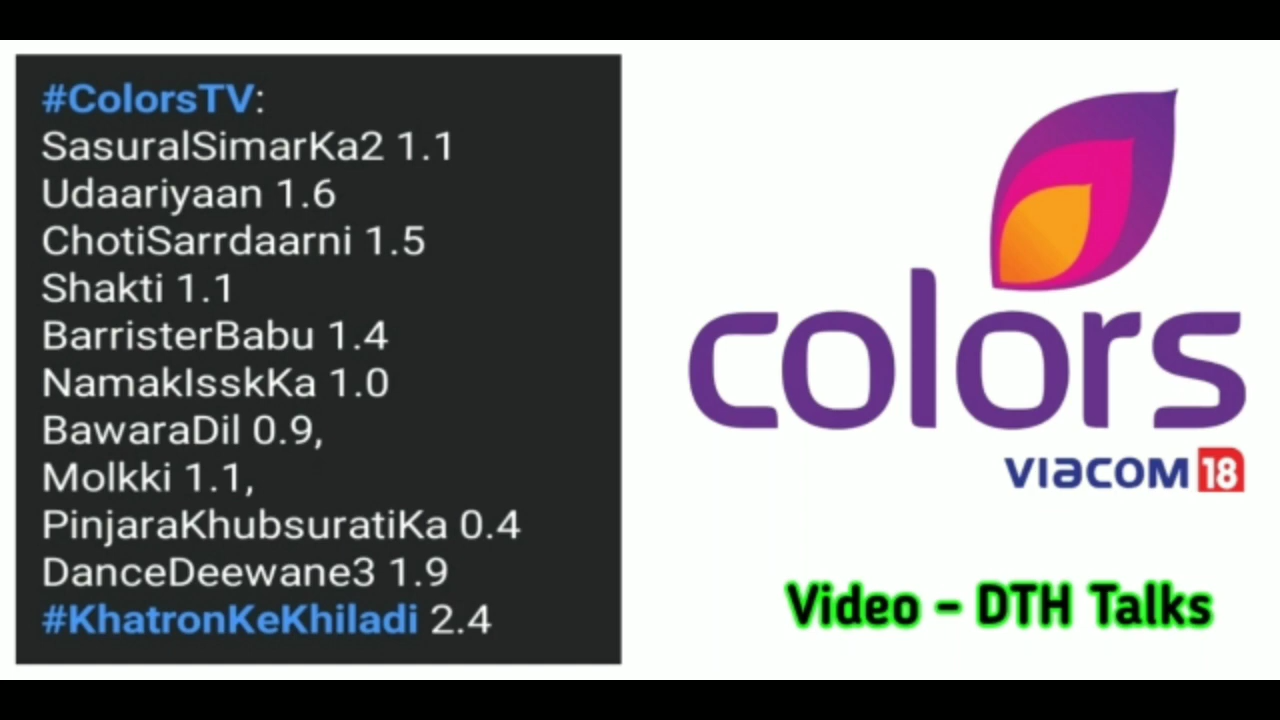 #ColorsTV:
SasuralSimarKa2 1.1
Udaariyaan 1.6
ChotiSarrdaarni 1.5
Shakti 1.1
BarristerBabu 1.4
NamakIsskKa 1.0
BawaraDil 0.9,
Molkki 1.1,
PinjaraKhubsuratiKa 0.4
DanceDeewane3 1.9
#KhatronKeKhiladi 2.4
colors
VIACOM 18
Video - DTH Talks